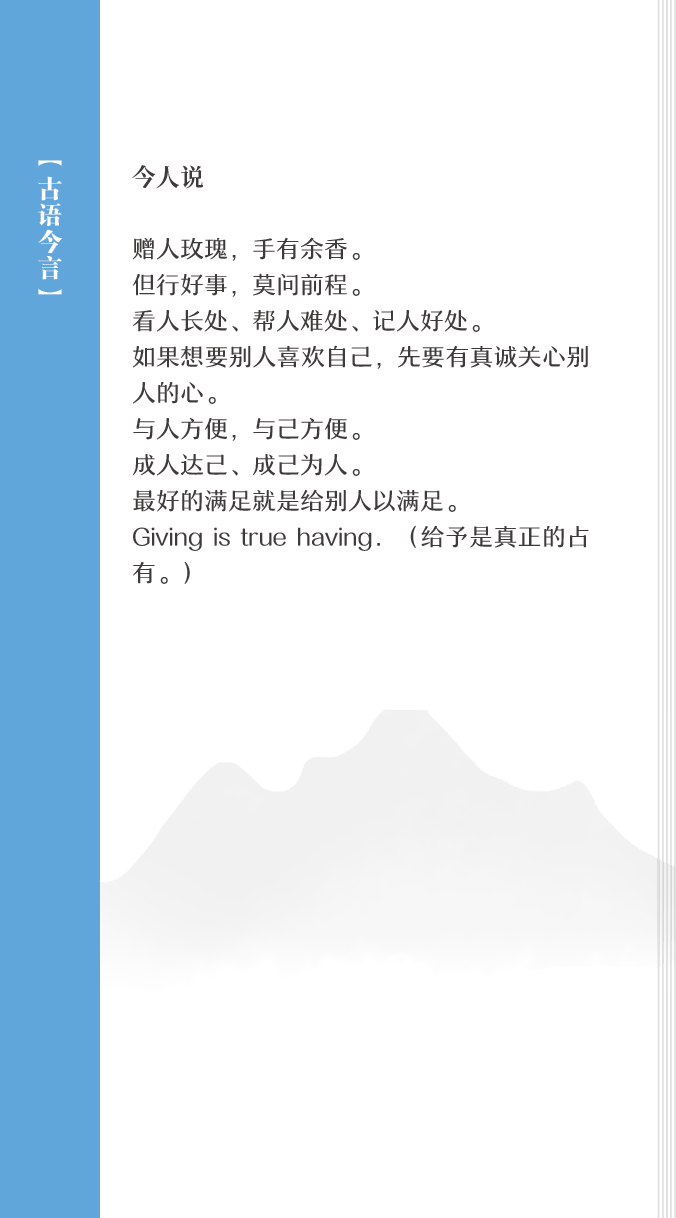 【古语今言】
今人说
赠人玫瑰，手有余香。
但行好事，莫问前程。
看人长处、帮人难处、记人好处。
如果想要别人喜欢自己，先要有真诚关心别
人的心。
与人方便，与己方便。
成人达己、成己为人。
最好的满足就是给别人以满足。
Giving is true having. （给予是真正的占
有。）